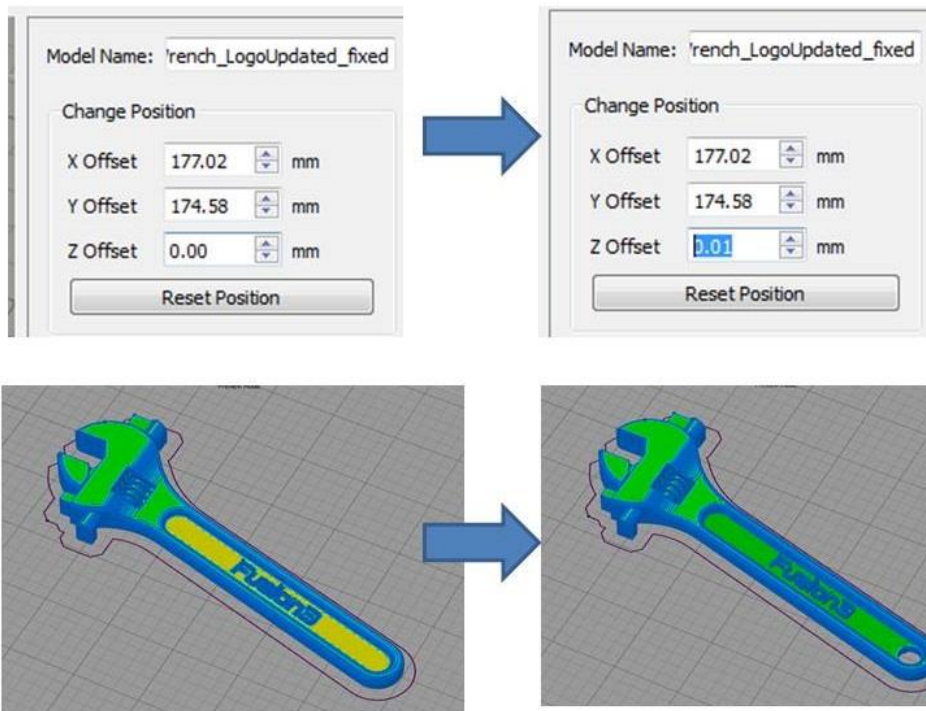 Model Name: 'rench_LogoUpdated_fixed
Change Position
X Offset 177.02 mm
Y Offset 174.58 mm
Z Offset 0.00 mm
Reset Position
Model Name: 'rench_LogoUpdated_fixed
Change Position
X Offset 177.02 mm
Y Offset 174.58 mm
Z Offset 0.01 mm
Reset Position
Fusion3
Fusion3